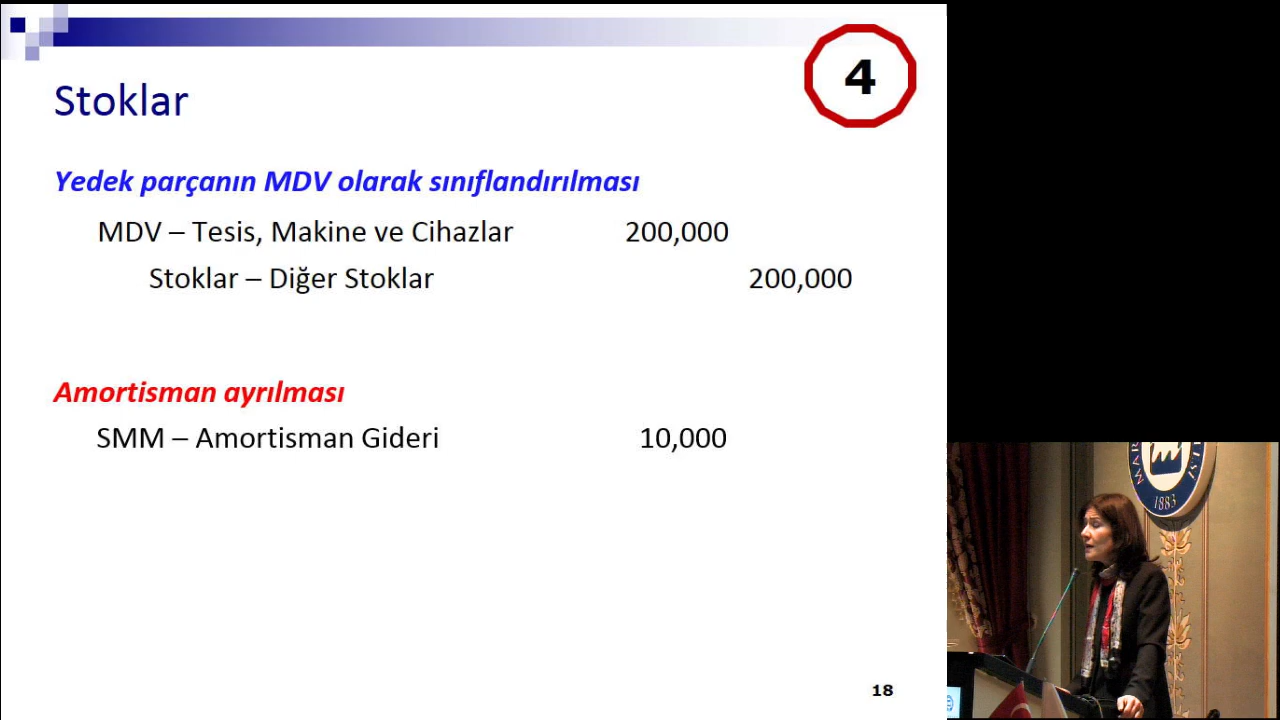 4
Stoklar
Yedek parçanın MDV olarak sınıflandırılması
MDV – Tesis, Makine ve Cihazlar 200,000
Stoklar – Diğer Stoklar 200,000
Amortisman ayrılması
SMM – Amortisman Gideri 10,000
18
1883